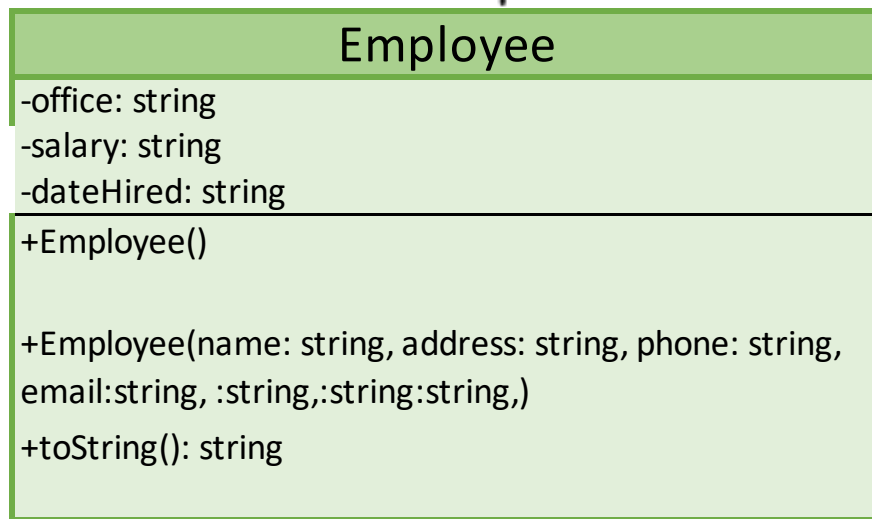 Employee
-office: string
-salary: string
-dateHired: string
+Employee()
+Employee(name: string, address: string, phone: string,
email:string, :string,:string:string,)
+toString(): string